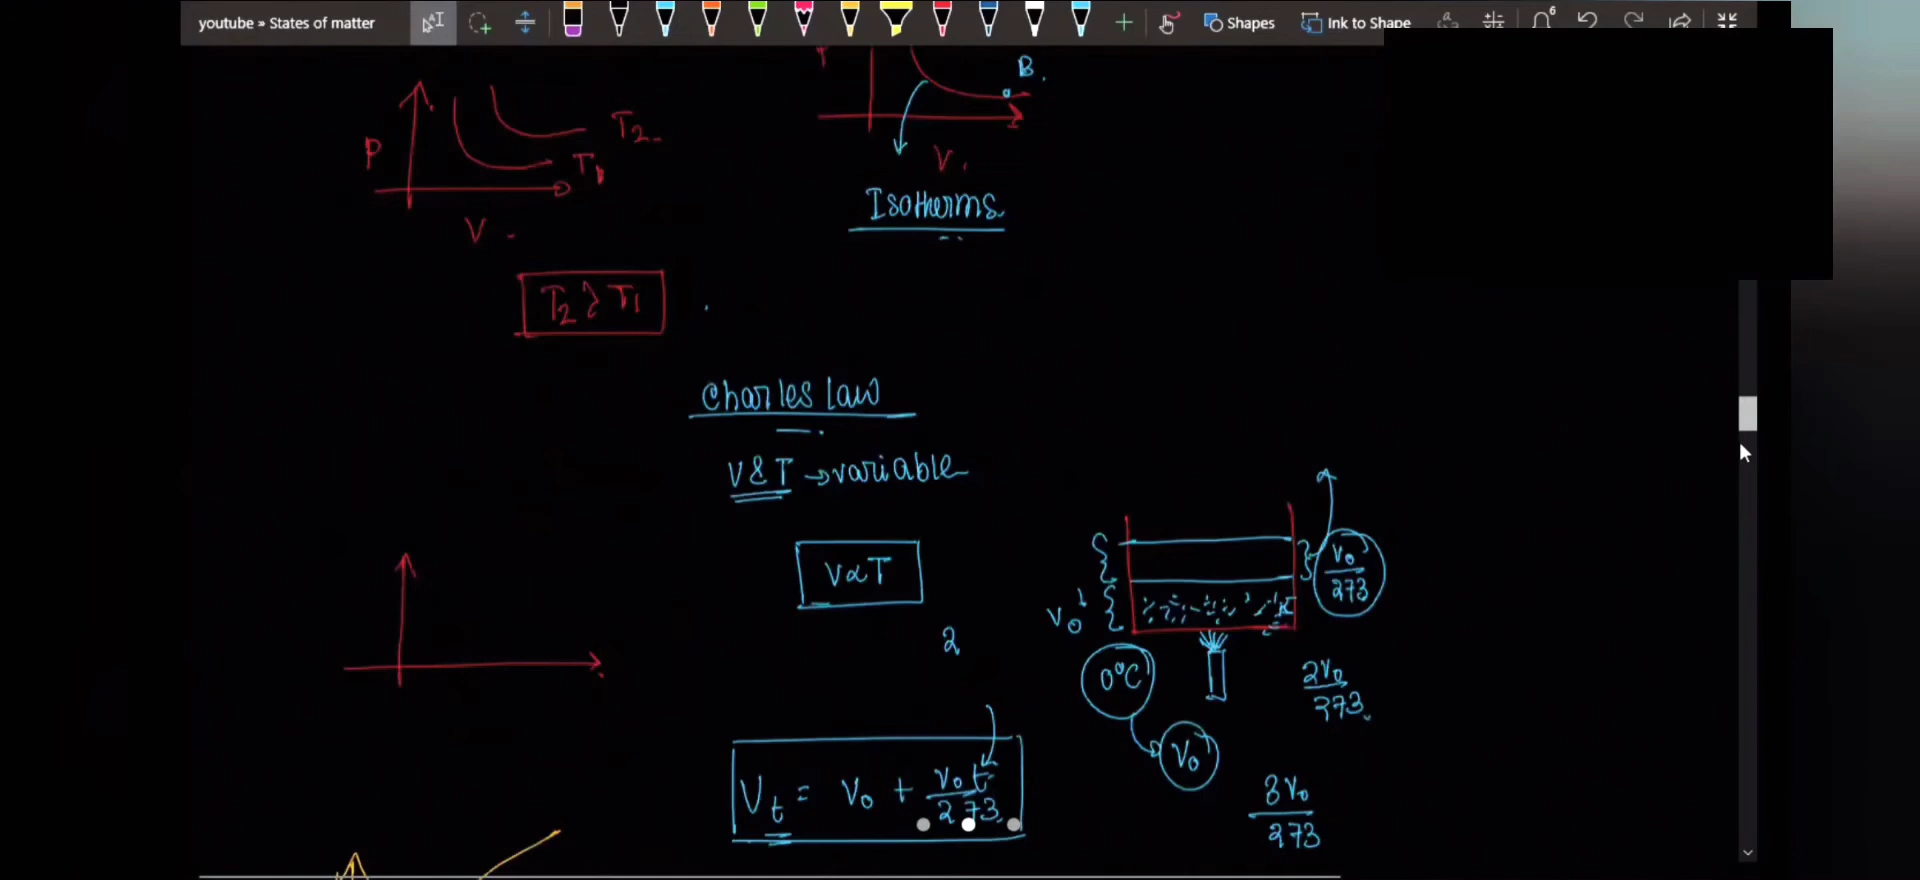 youtube » States of matter
Shapes
Ink to Shape
6
P
T2
T1
V
B.
V
Isotherms
T2 > T1
Charles Law
V & T → variable
V ∝ T
2
V0
V0/273
0°C
V0
2V0/273
3V0/273
Vt = V0 + V0t/273